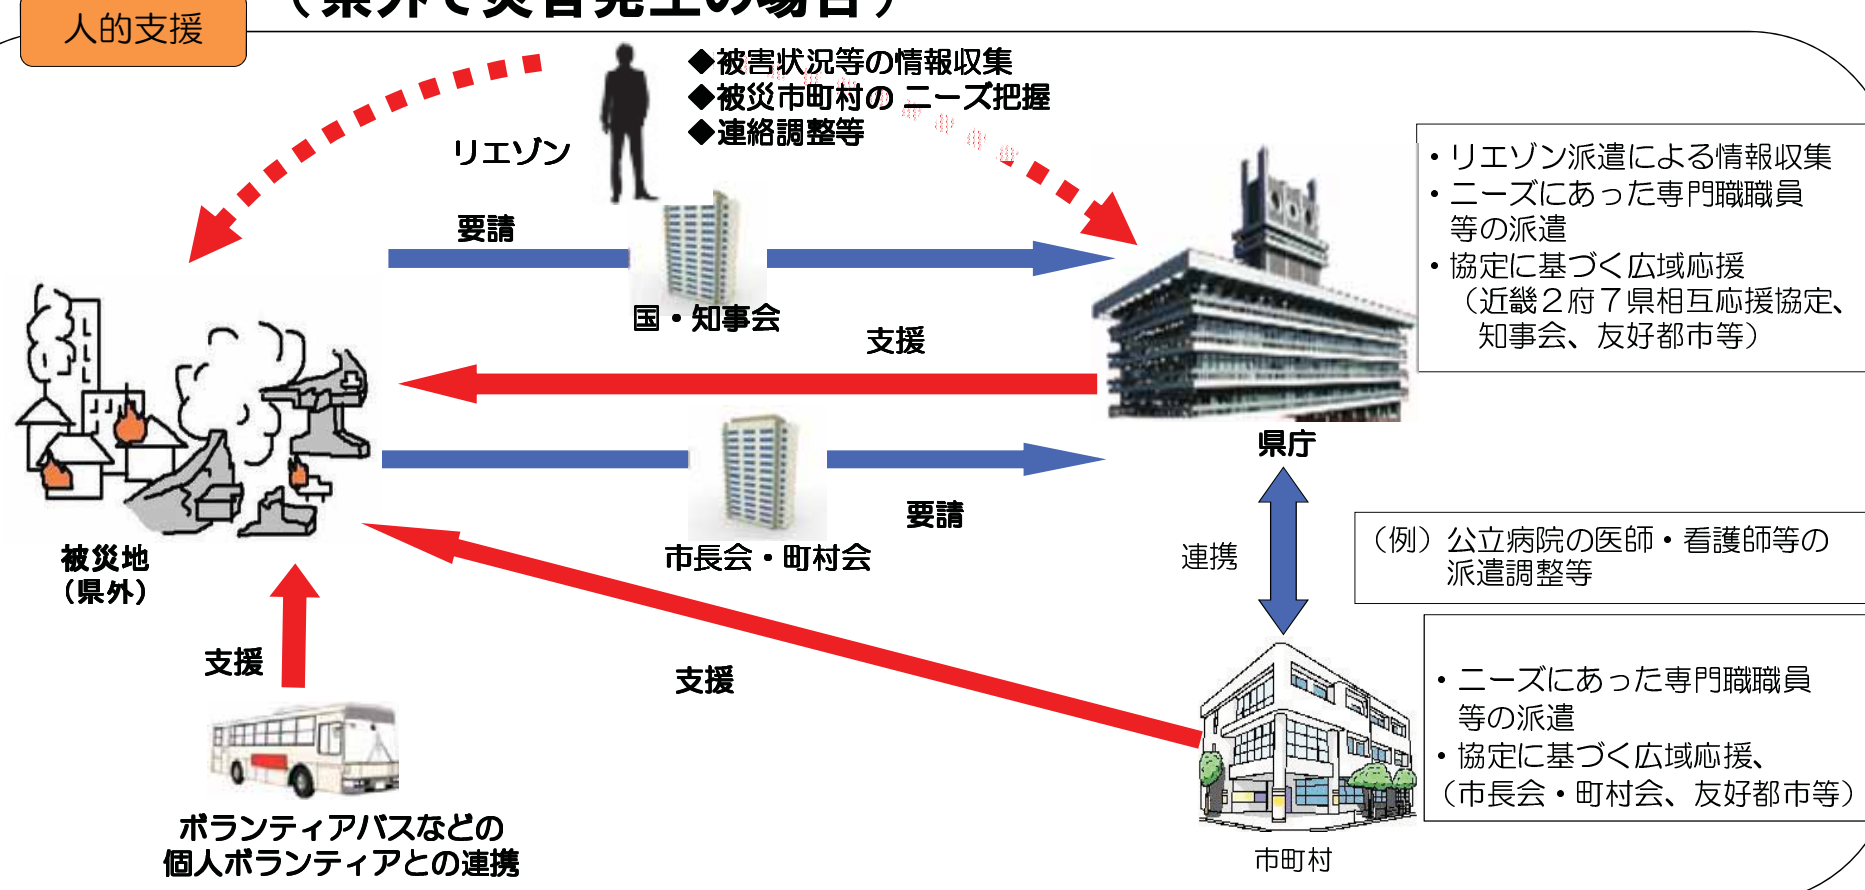 （県外で災害発生の場合）
人的支援
◆被害状況等の情報収集
◆被災市町村の ニーズ把握
◆連絡調整等
リエゾン
要請
国・知事会
支援
・リエゾン派遣による情報収集
・ニーズにあった専門職職員
等の派遣
・協定に基づく広域応援
（近畿２府７県相互応援協定、
知事会、友好都市等）
県庁
要請
市長会・町村会
被災地
（県外）
連携
（例）公立病院の医師・看護師等の
派遣調整等
支援
支援
・ニーズにあった専門職職員
等の派遣
・協定に基づく広域応援、
（市長会・町村会、友好都市等）
ボランティアバスなどの
個人ボランティアとの連携
市町村